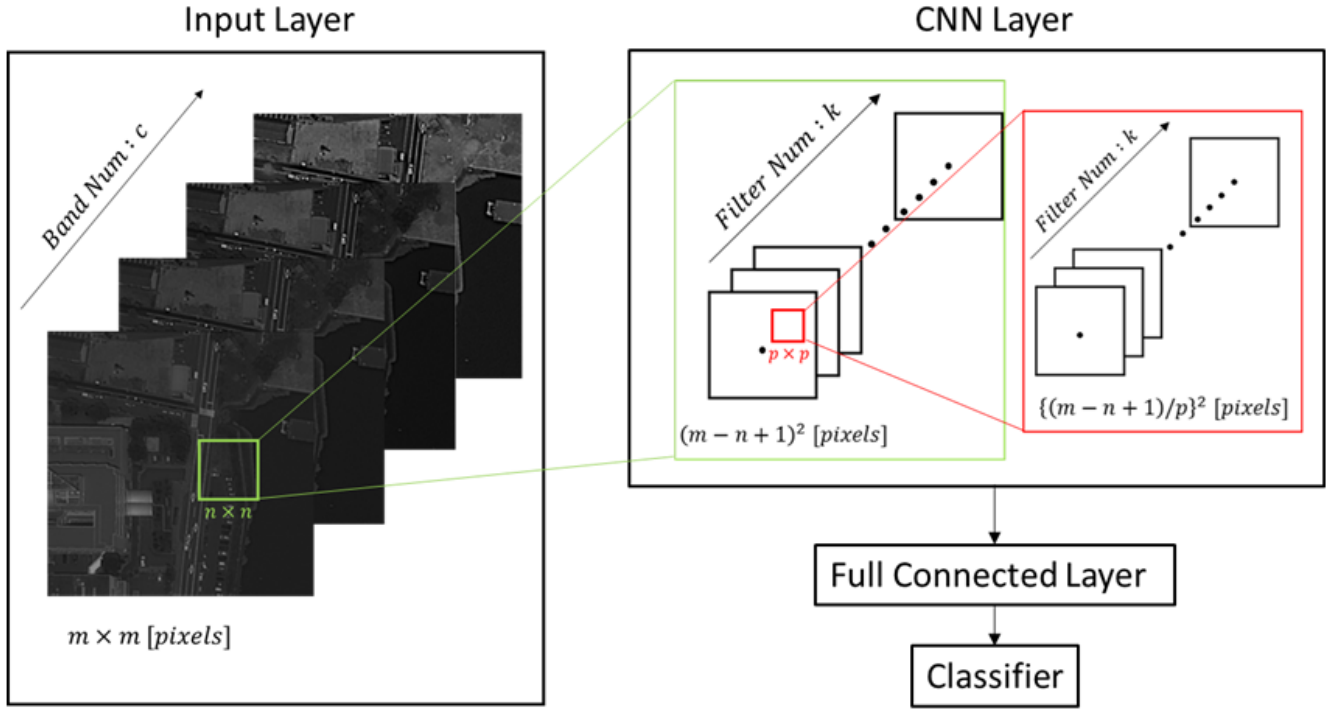 Input Layer
Band Num : c
n × n
m × m [pixels]
CNN Layer
Filter Num : k
p × p
(m − n + 1)² [pixels]
Filter Num : k
{(m − n + 1)/p}² [pixels]
Full Connected Layer
Classifier